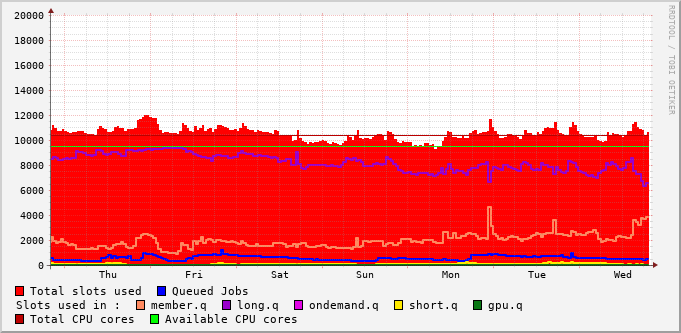 RRDTOOL / TOBI OETIKER
20000
18000
16000
14000
12000
10000
8000
6000
4000
2000
0
Thu Fri Sat Sun Mon Tue Wed
Total slots used Queued Jobs
Slots used in : member.q long.q ondemand.q short.q gpu.q
Total CPU cores Available CPU cores